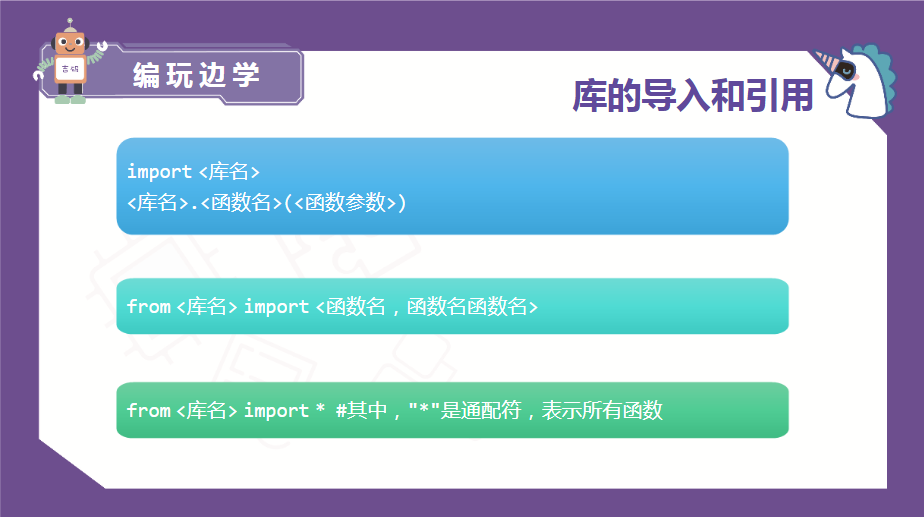 编玩边学
库的导入和引用
import <库名>
<库名>.<函数名>(<函数参数>)
from <库名> import <函数名，函数名函数名>
from <库名> import * #其中，"*"是通配符，表示所有函数